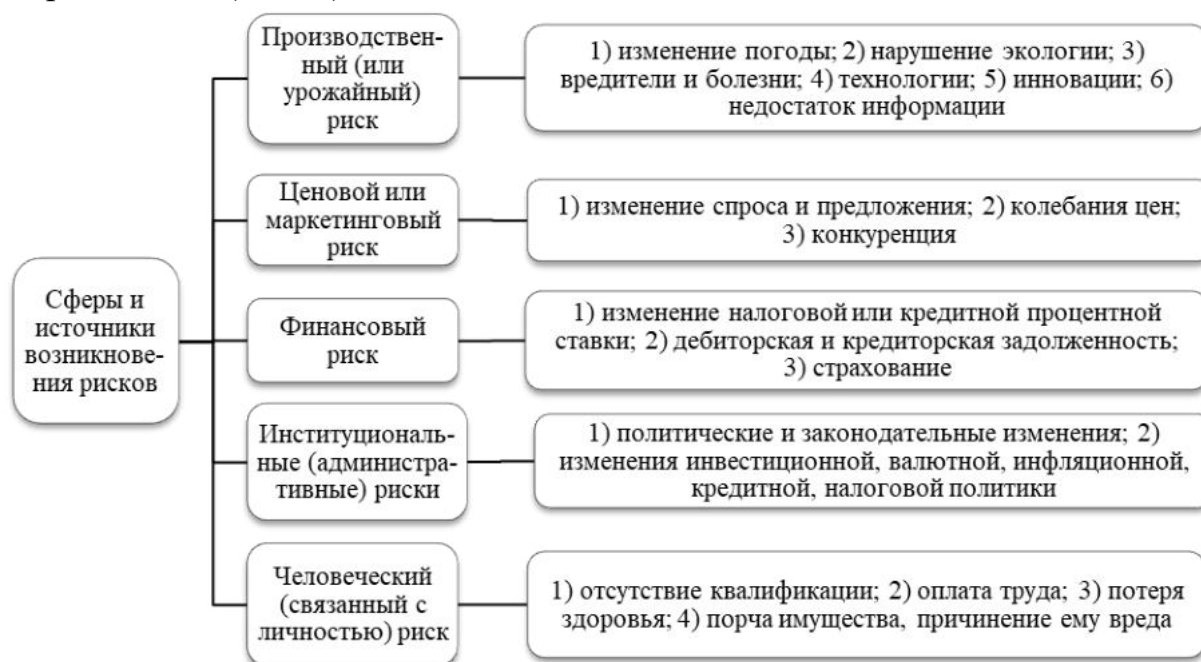 Сферы и
источники
возникнове-
ния рисков
Производствен-
ный (или
урожайный)
риск
1) изменение погоды; 2) нарушение экологии; 3)
вредители и болезни; 4) технологии; 5) инновации; 6)
недостаток информации
Ценовой или
маркетинговый
риск
1) изменение спроса и предложения; 2) колебания цен;
3) конкуренция
Финансовый
риск
1) изменение налоговой или кредитной процентной
ставки; 2) дебиторская и кредиторская задолженность;
3) страхование
Институциональ-
ные (администра-
тивные) риски
1) политические и законодательные изменения; 2)
изменения инвестиционной, валютной, инфляционной,
кредитной, налоговой политики
Человеческий
(связанный с
личностью) риск
1) отсутствие квалификации; 2) оплата труда; 3) потеря
здоровья; 4) порча имущества, причинение ему вреда